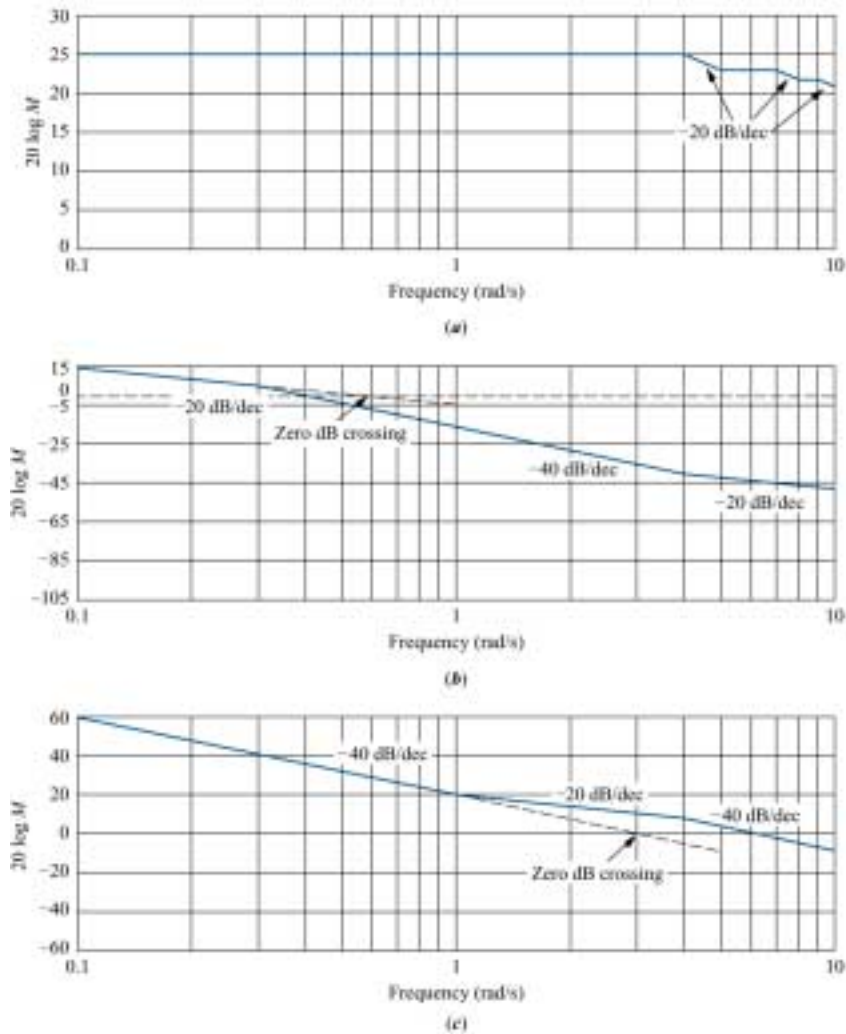 30
25
20
15
10
5
0
20 log M
−20 dB/dec
0.1
1
10
Frequency (rad/s)
(a)
15
0
−5
−25
−45
−65
−85
−105
20 log M
−20 dB/dec
Zero dB crossing
−40 dB/dec
−20 dB/dec
0.1
1
10
Frequency (rad/s)
(b)
60
40
20
0
−20
−40
−60
20 log M
−40 dB/dec
−20 dB/dec
−40 dB/dec
Zero dB crossing
0.1
1
10
Frequency (rad/s)
(c)